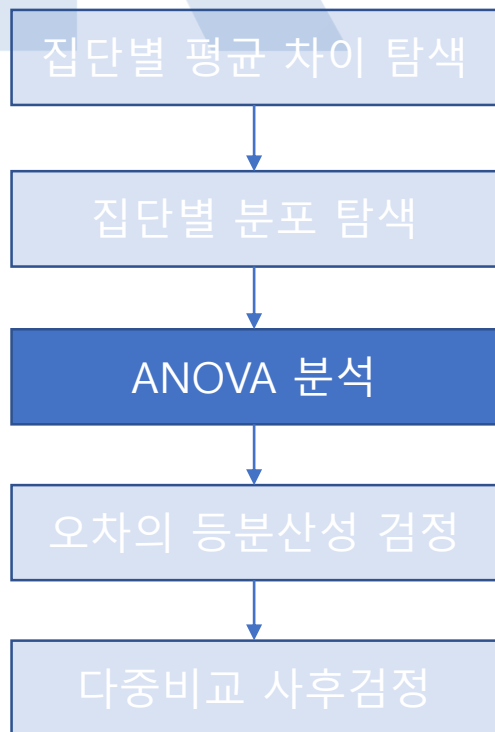 집단별 평균 차이 탐색
집단별 분포 탐색
ANOVA 분석
오차의 등분산성 검정
다중비교 사후검정